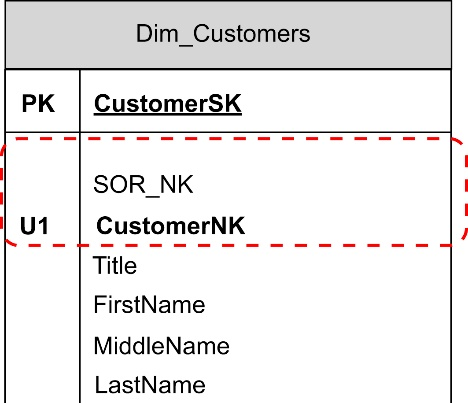 Dim_Customers
PK CustomerSK
SOR_NK
U1 CustomerNK
Title
FirstName
MiddleName
LastName